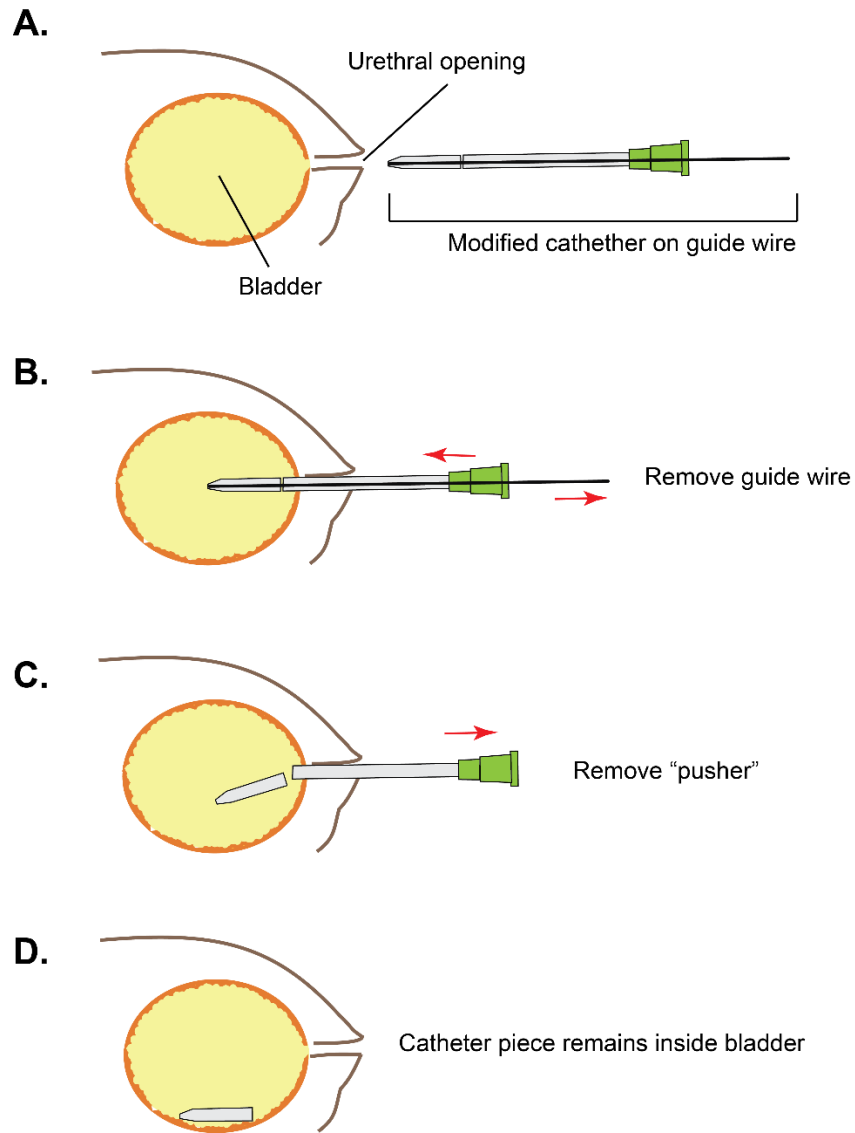 A.
Urethral opening
Modified cathether on guide wire
Bladder
B.
Remove guide wire
C.
Remove “pusher”
D.
Catheter piece remains inside bladder